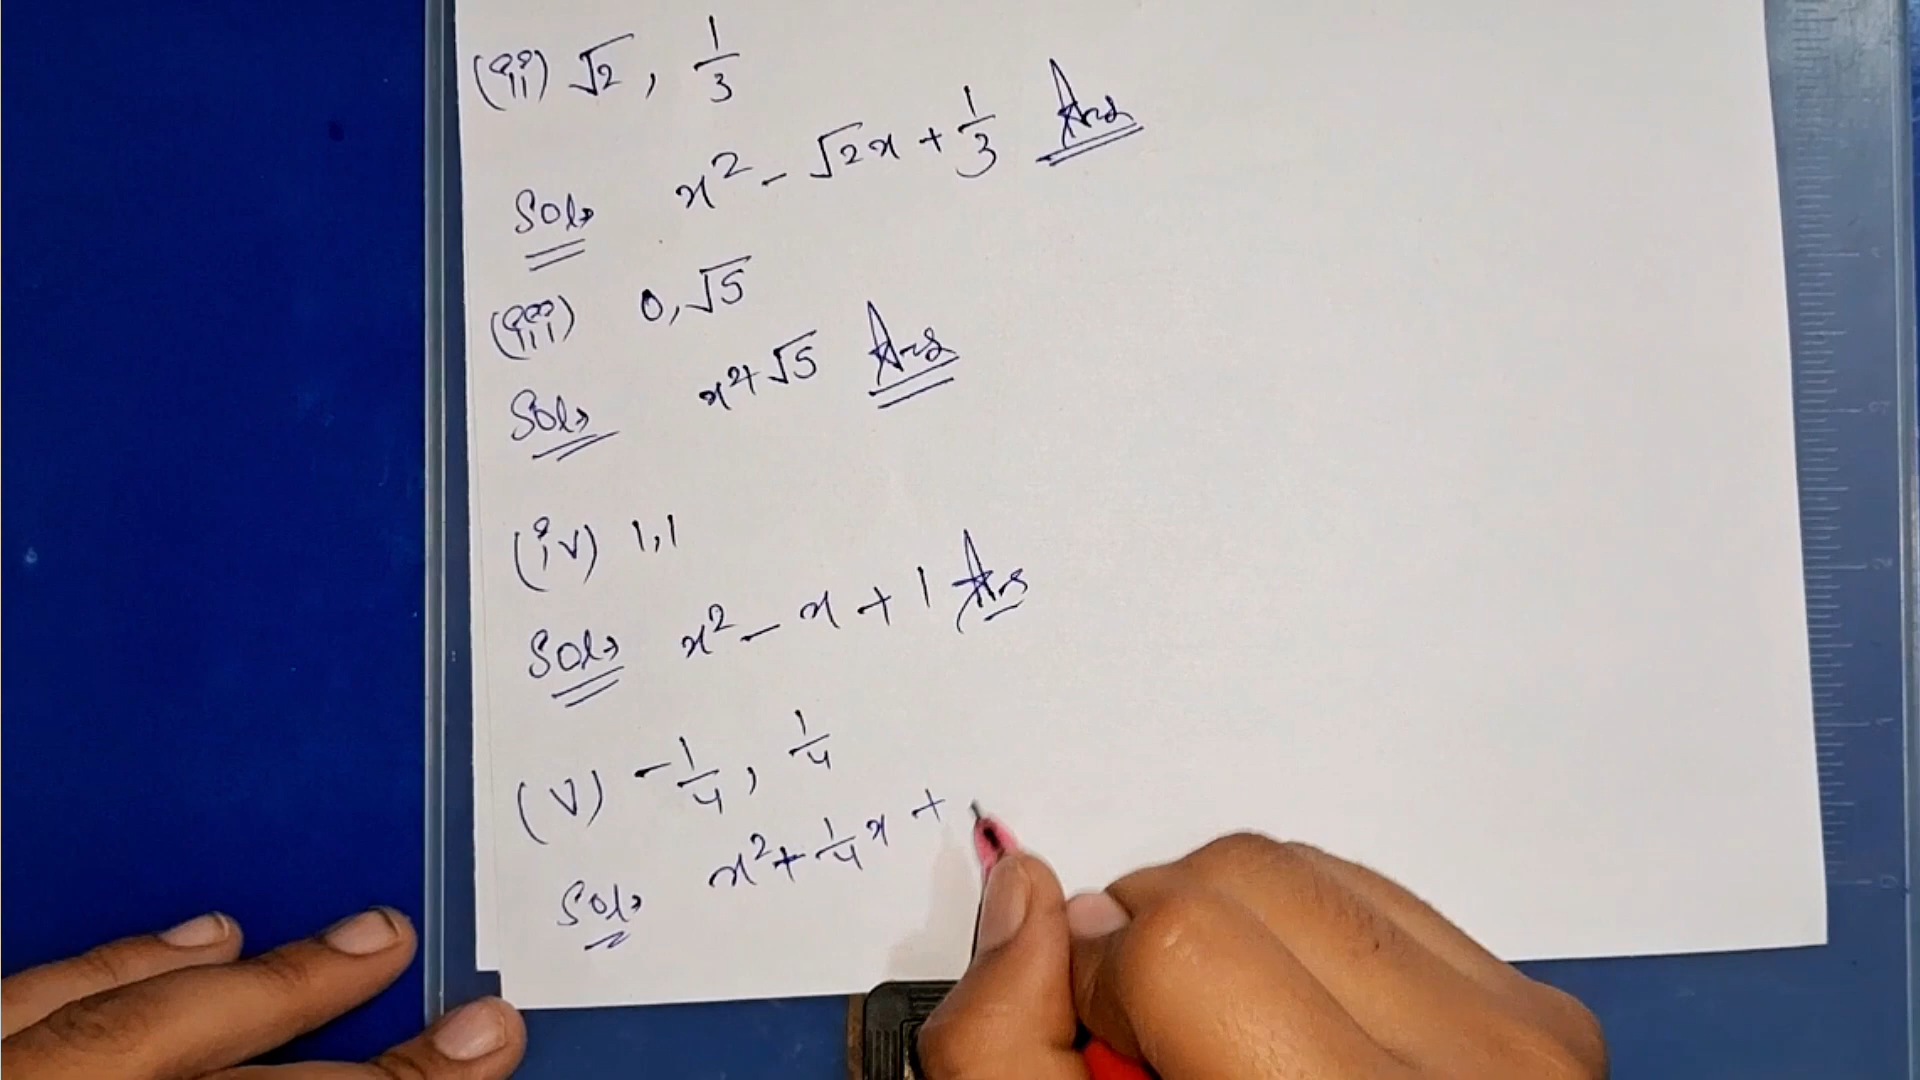 (ii) √2, 1/3
Sol: x² - √2x + 1/3 Ans
(iii) 0, √5
Sol: x² + √5 Ans
(iv) 1, 1
Sol: x² - x + 1 Ans
(v) -1/4, 1/4
Sol: x² + 1/4 x +